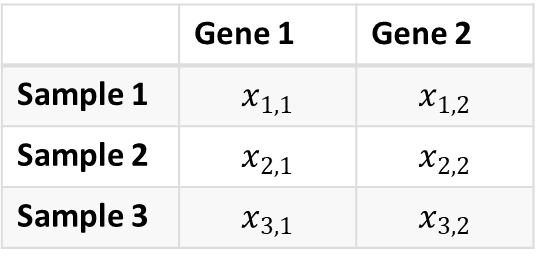 Gene 1 Gene 2
Sample 1 x₁,₁ x₁,₂
Sample 2 x₂,₁ x₂,₂
Sample 3 x₃,₁ x₃,₂